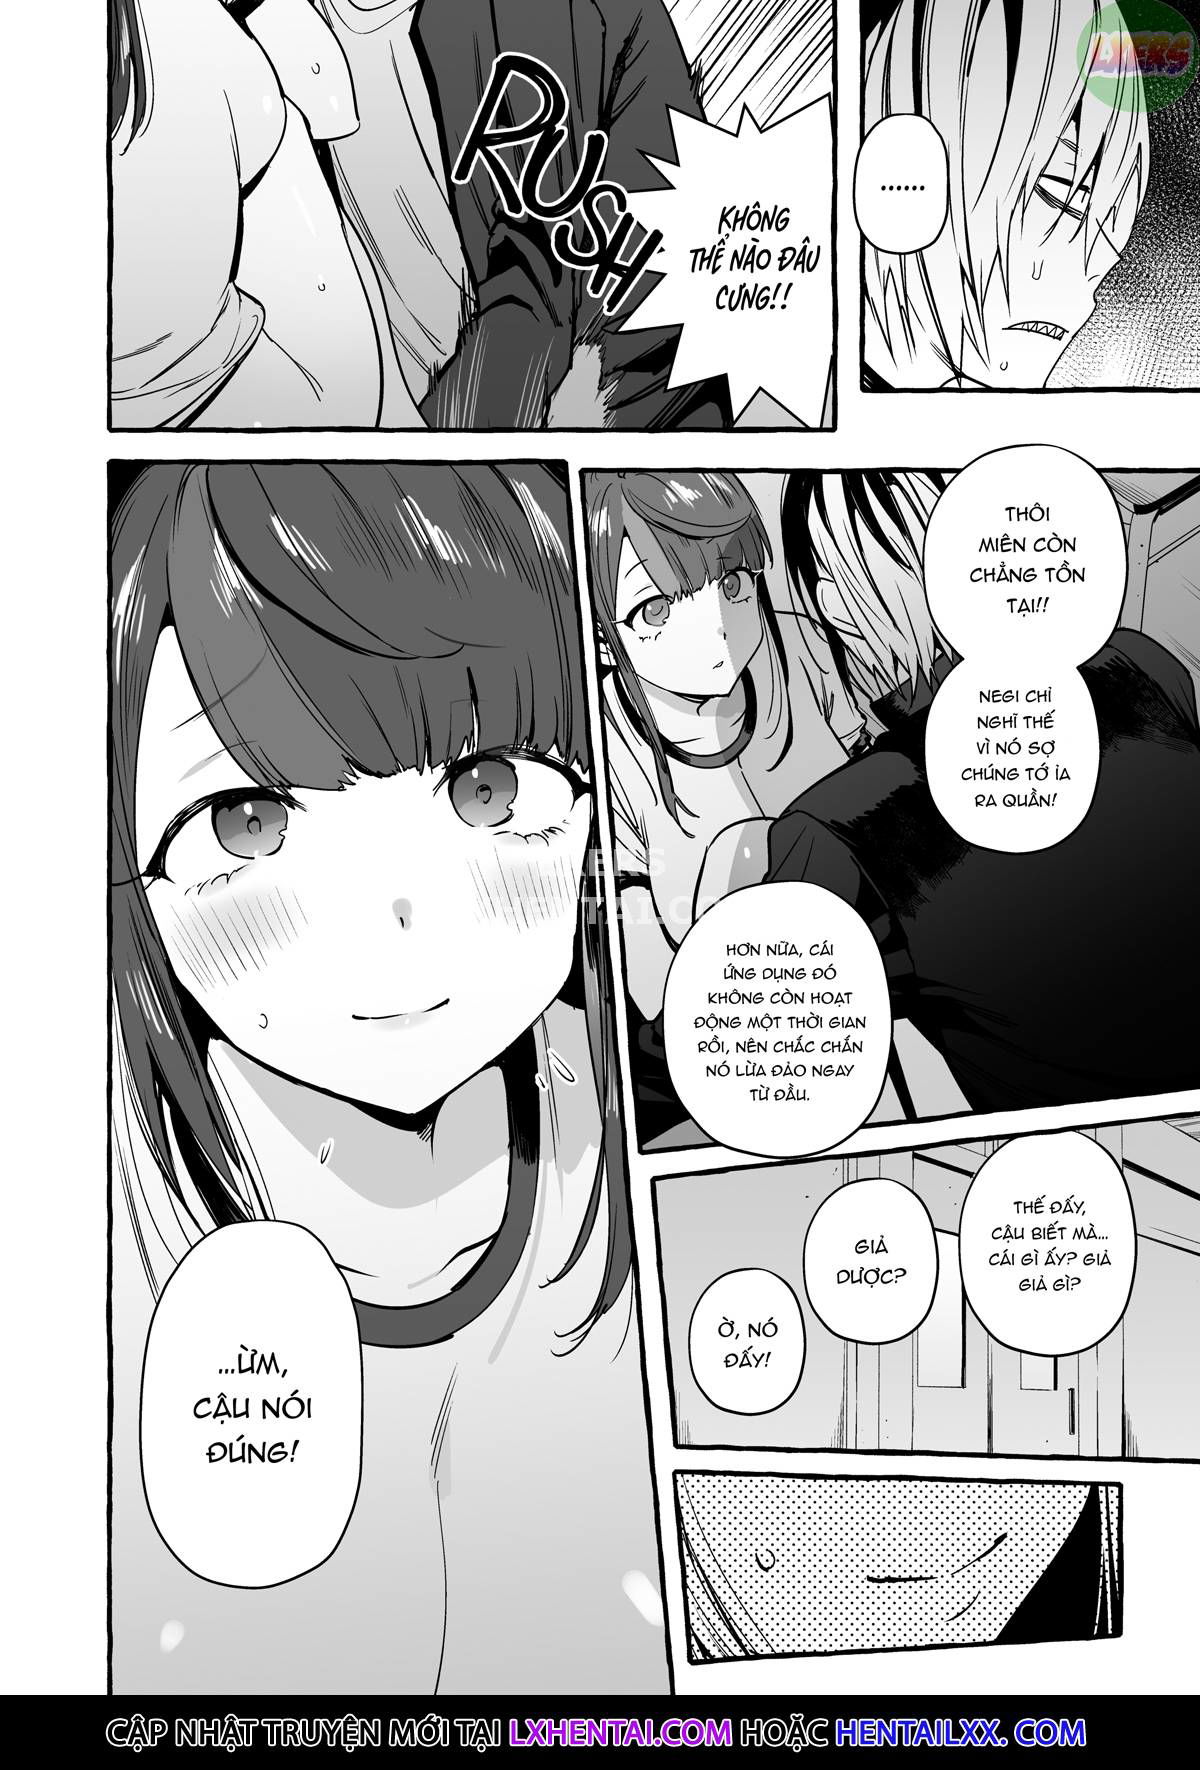 LXERS
......
KHÔNG
THỂ NÀO ĐÂU
CƯNG!!
RUSH
THÔI
MIÊN CÒN
CHẲNG TỒN
TẠI!!
NEGI CHỈ
NGHĨ THẾ
VÌ NÓ SỢ
CHÚNG TỚ ỈA
RA QUẦN!
HƠN NỮA, CÁI
ỨNG DỤNG ĐÓ
KHÔNG CÒN HOẠT
ĐỘNG MỘT THỜI GIAN
RỒI, NÊN CHẮC CHẮN
NÓ LỪA ĐẢO NGAY
TỪ ĐẦU.
THẾ ĐẤY,
CẬU BIẾT MÀ...
CÁI GÌ ẤY? GIẢ
GIẢ GÌ?
GIẢ
DƯỢC?
Ờ, NÓ
ĐẤY!
...ỪM,
CẬU NÓI
ĐÚNG!
CẬP NHẬT TRUYỆN MỚI TẠI LXHENTAI.COM HOẶC HENTAILXX. COM